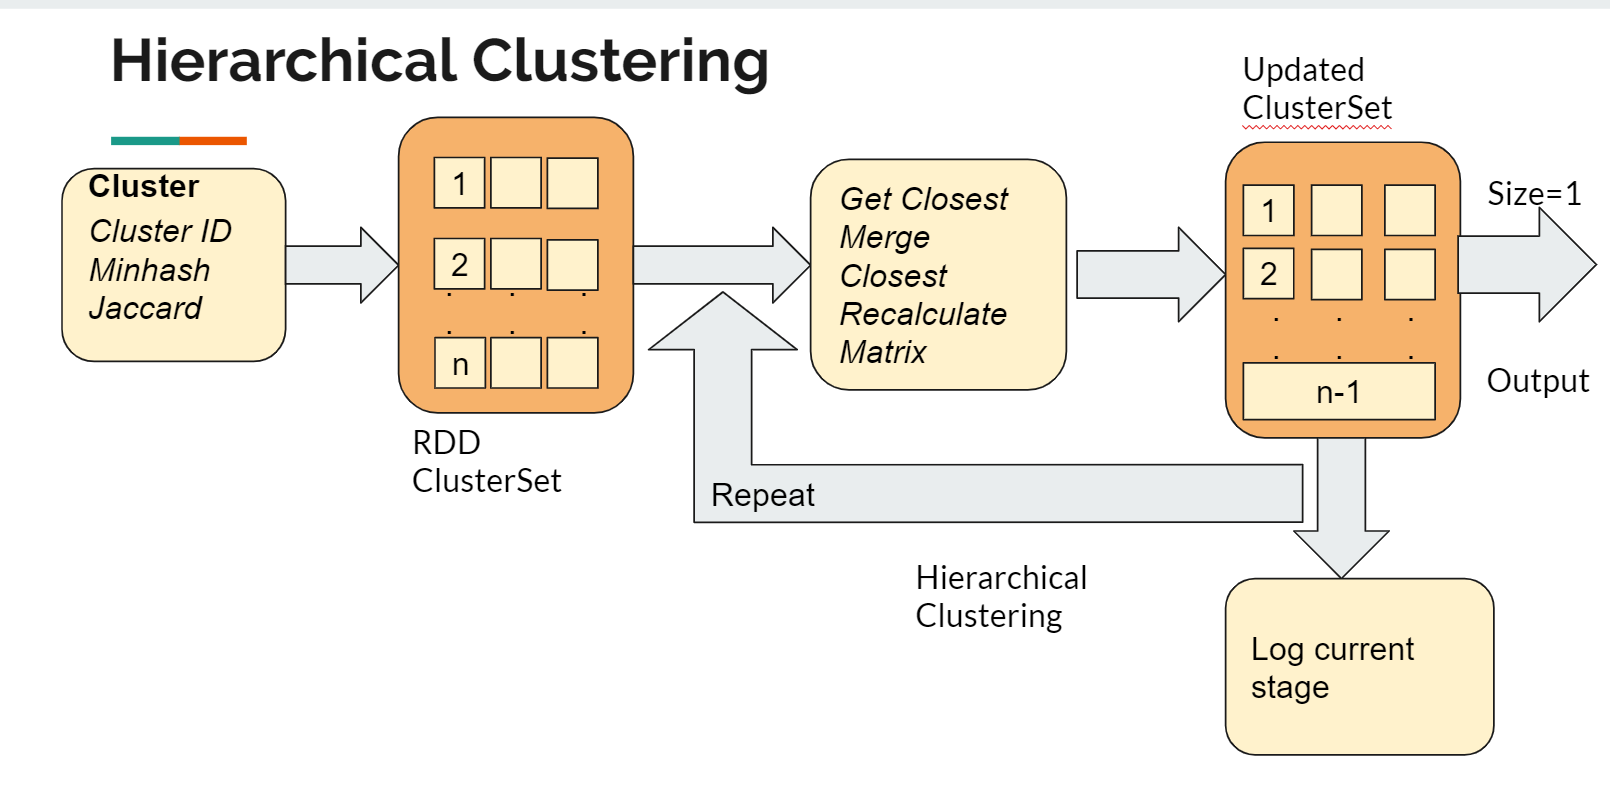 Hierarchical Clustering
Cluster
Cluster ID
Minhash
Jaccard
1
2
. . .
. . .
n
RDD
ClusterSet
Get Closest
Merge
Closest
Recalculate
Matrix
Updated
ClusterSet
1
2
. . .
. . .
n-1
Size=1
Output
Repeat
Hierarchical
Clustering
Log current
stage